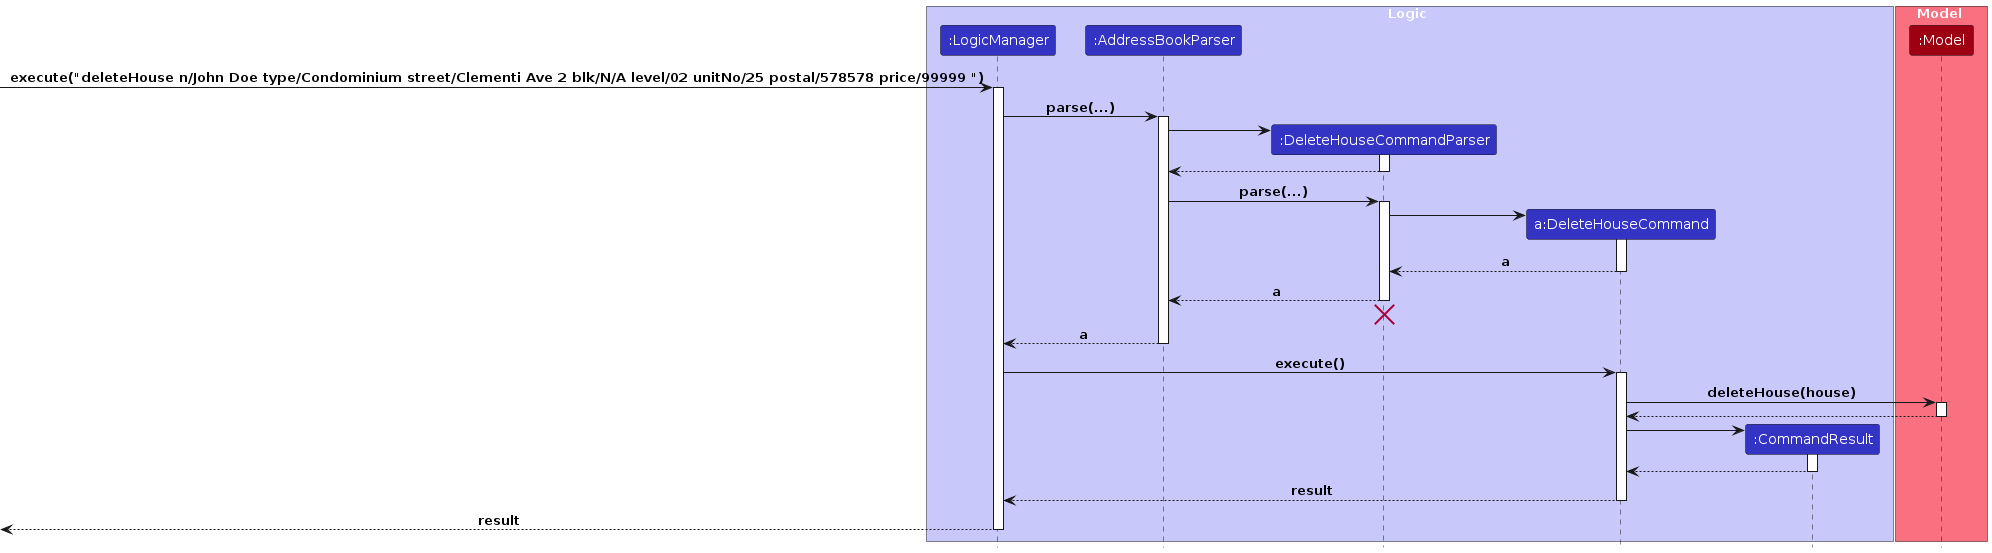 Logic
Model
:LogicManager
:AddressBookParser
:Model
execute("deleteHouse n/John Doe type/Condominium street/Clementi Ave 2 blk/N/A level/02 unitNo/25 postal/578578 price/99999 ")
parse(...)
:DeleteHouseCommandParser
parse(...)
a:DeleteHouseCommand
a
a
a
execute()
deleteHouse(house)
:CommandResult
result
result